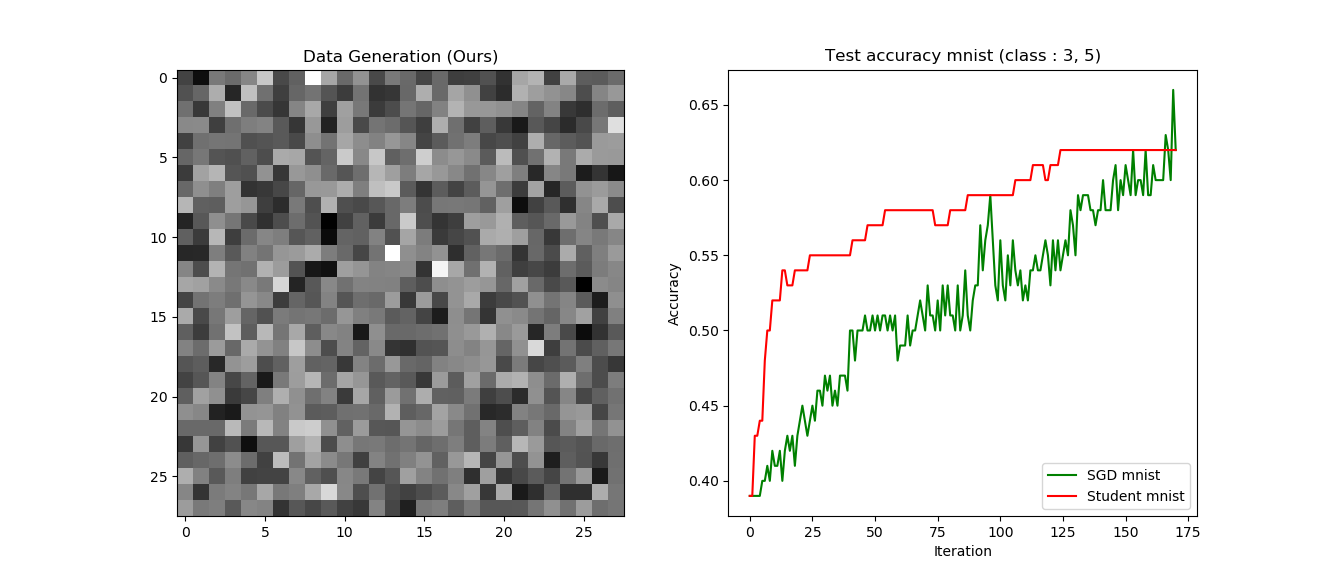 Data Generation (Ours)
0
5
10
15
20
25
0 5 10 15 20 25
Test accuracy mnist (class : 3, 5)
Accuracy
0.65
0.60
0.55
0.50
0.45
0.40
0 25 50 75 100 125 150 175
Iteration
SGD mnist
Student mnist